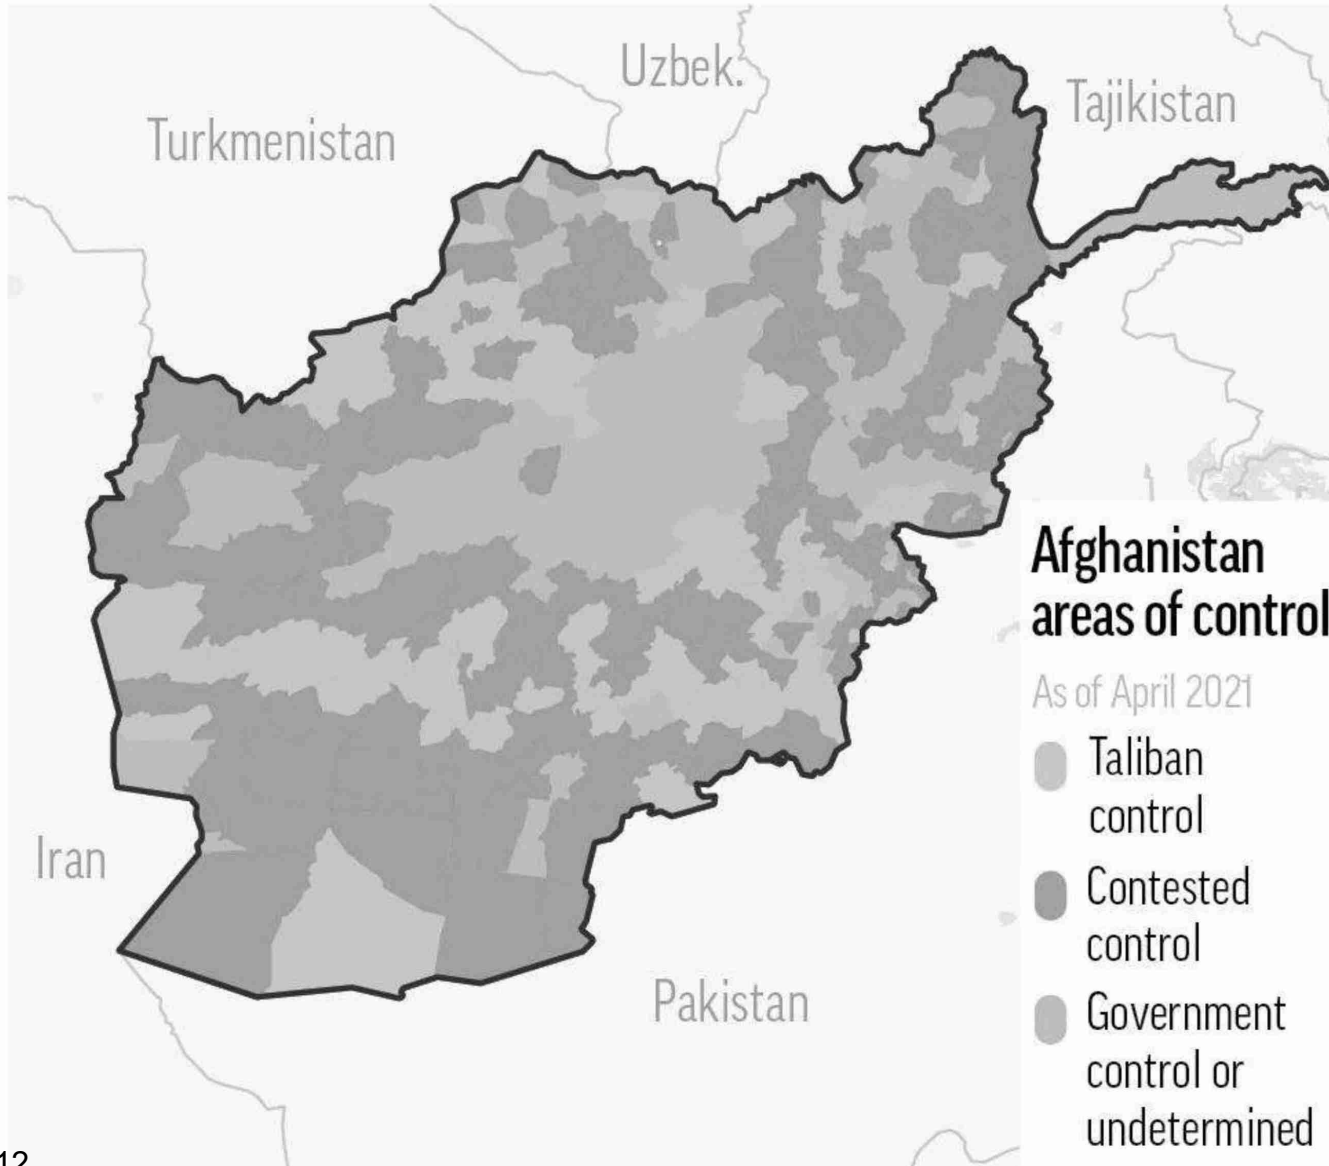 Uzbek.
Tajikistan
Turkmenistan
Afghanistan
areas of control
As of April 2021
Taliban
control
Iran
Contested
control
Pakistan
Government
control or
undetermined
12